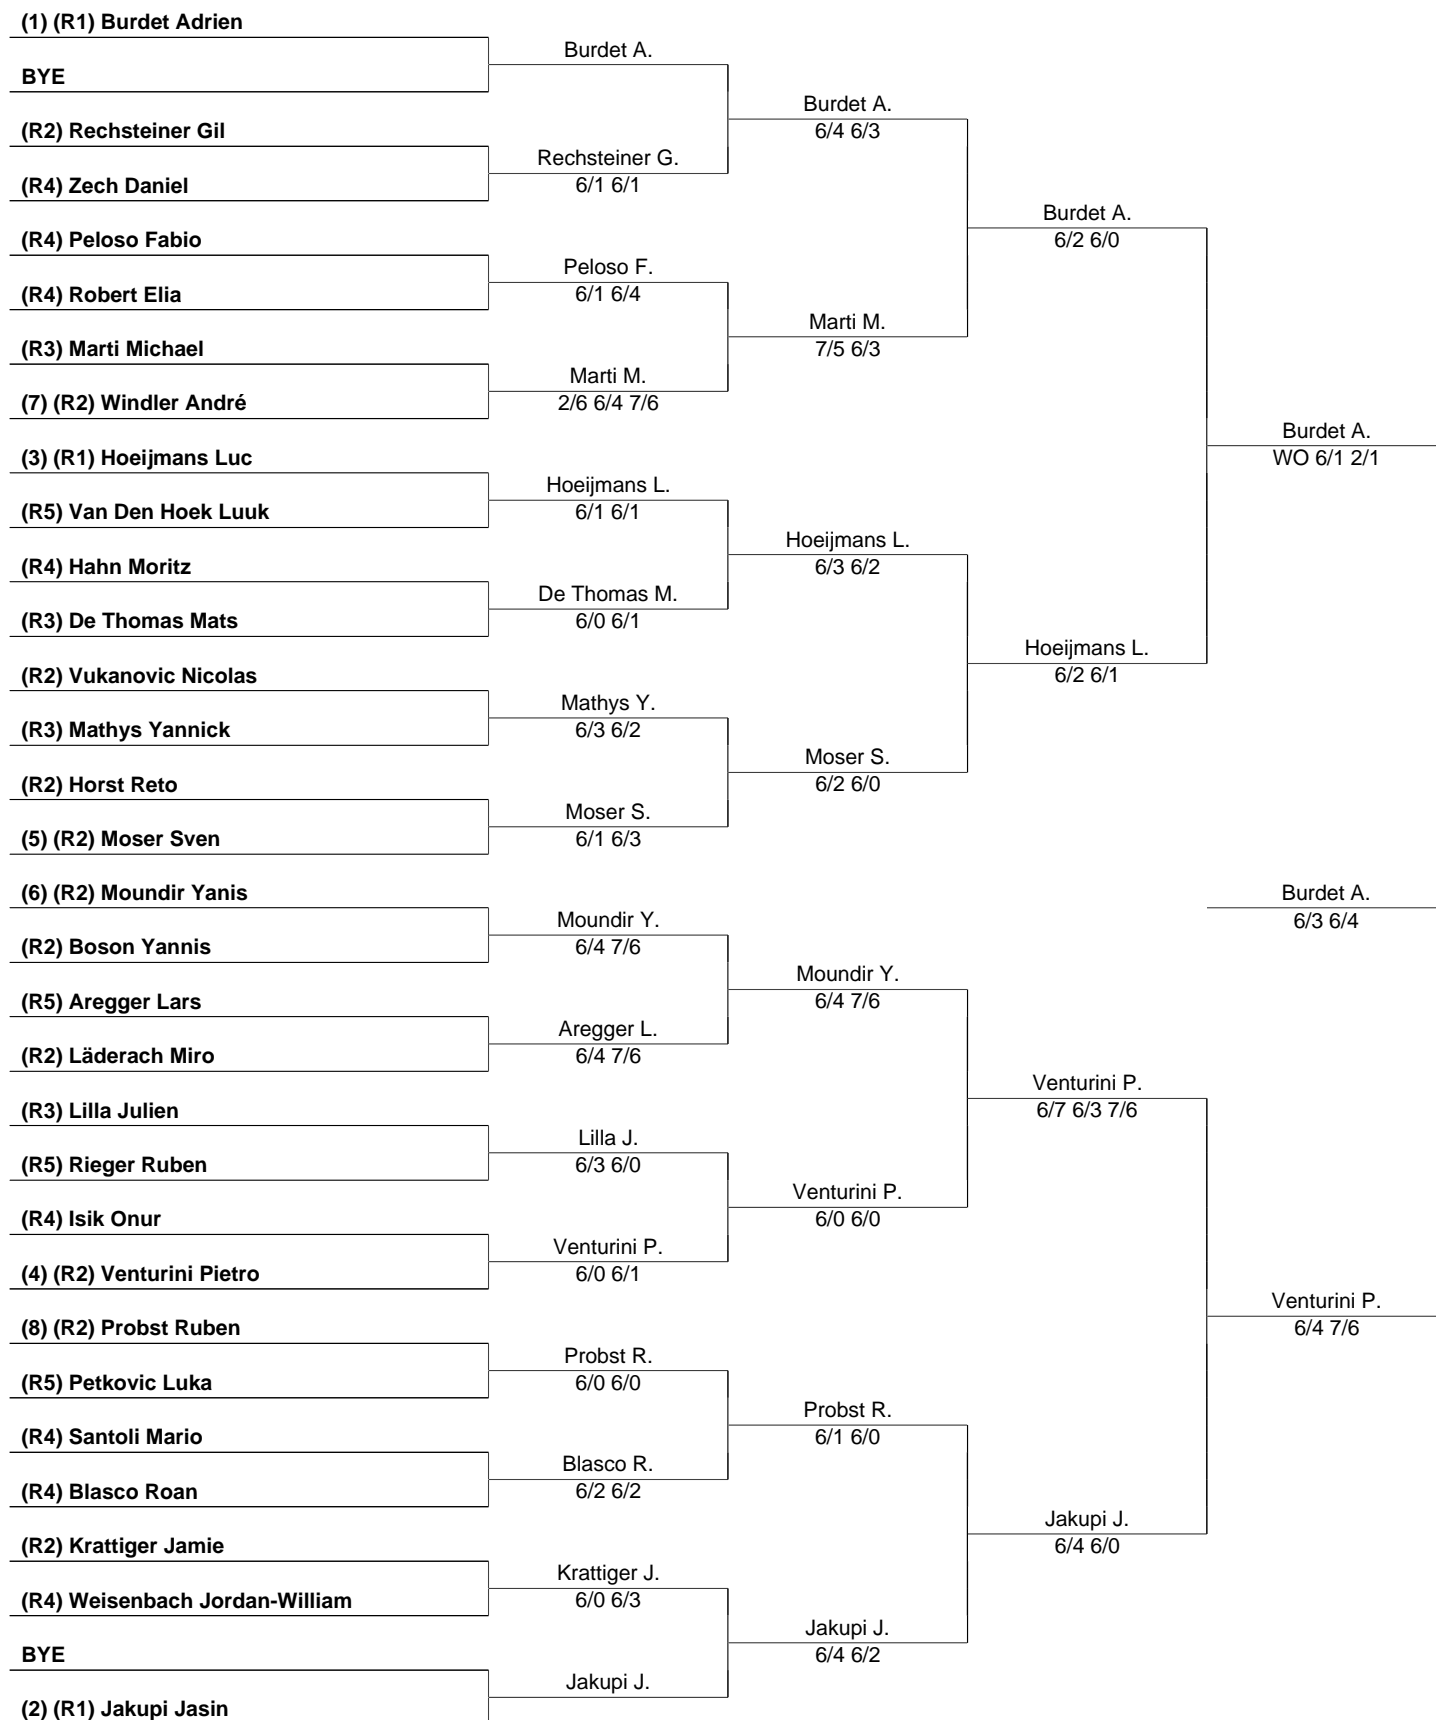 (1) (R1) Burdet Adrien
BYE
(R2) Rechsteiner Gil
(R4) Zech Daniel
(R4) Peloso Fabio
(R4) Robert Elia
(R3) Marti Michael
(7) (R2) Windler André
(3) (R1) Hoeijmans Luc
(R5) Van Den Hoek Luuk
(R4) Hahn Moritz
(R3) De Thomas Mats
(R2) Vukanovic Nicolas
(R3) Mathys Yannick
(R2) Horst Reto
(5) (R2) Moser Sven
(6) (R2) Moundir Yanis
(R2) Boson Yannis
(R5) Aregger Lars
(R2) Läderach Miro
(R3) Lilla Julien
(R5) Rieger Ruben
(R4) Isik Onur
(4) (R2) Venturini Pietro
(8) (R2) Probst Ruben
(R5) Petkovic Luka
(R4) Santoli Mario
(R4) Blasco Roan
(R2) Krattiger Jamie
(R4) Weisenbach Jordan-William
BYE
(2) (R1) Jakupi Jasin
Burdet A.
Rechsteiner G.
6/1 6/1
Peloso F.
6/1 6/4
Marti M.
2/6 6/4 7/6
Hoeijmans L.
6/1 6/1
De Thomas M.
6/0 6/1
Mathys Y.
6/3 6/2
Moser S.
6/1 6/3
Moundir Y.
6/4 7/6
Aregger L.
6/4 7/6
Lilla J.
6/3 6/0
Venturini P.
6/0 6/1
Probst R.
6/0 6/0
Blasco R.
6/2 6/2
Krattiger J.
6/0 6/3
Jakupi J.
Burdet A.
6/4 6/3
Marti M.
7/5 6/3
Hoeijmans L.
6/3 6/2
Moser S.
6/2 6/0
Moundir Y.
6/4 7/6
Venturini P.
6/0 6/0
Probst R.
6/1 6/0
Jakupi J.
6/4 6/2
Burdet A.
6/2 6/0
Hoeijmans L.
6/2 6/1
Venturini P.
6/7 6/3 7/6
Jakupi J.
6/4 6/0
Burdet A.
WO 6/1 2/1
Burdet A.
6/3 6/4
Venturini P.
6/4 7/6